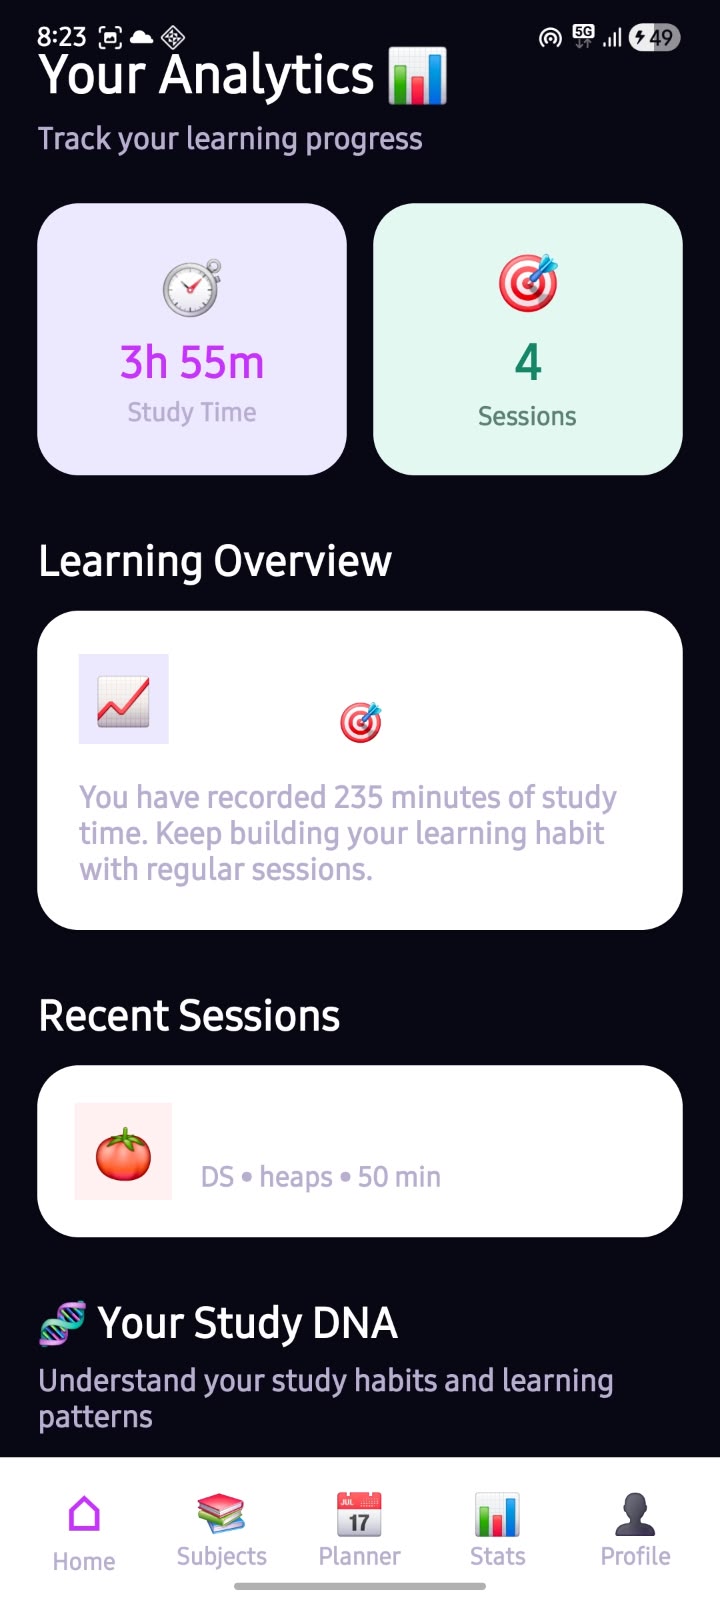 8:23
5G
49
Your Analytics
Track your learning progress
3h 55m
Study Time
4
Sessions
Learning Overview
You have recorded 235 minutes of study
time. Keep building your learning habit
with regular sessions.
Recent Sessions
DS • heaps • 50 min
Your Study DNA
Understand your study habits and learning
patterns
JUL
17
Home
Subjects
Planner
Stats
Profile